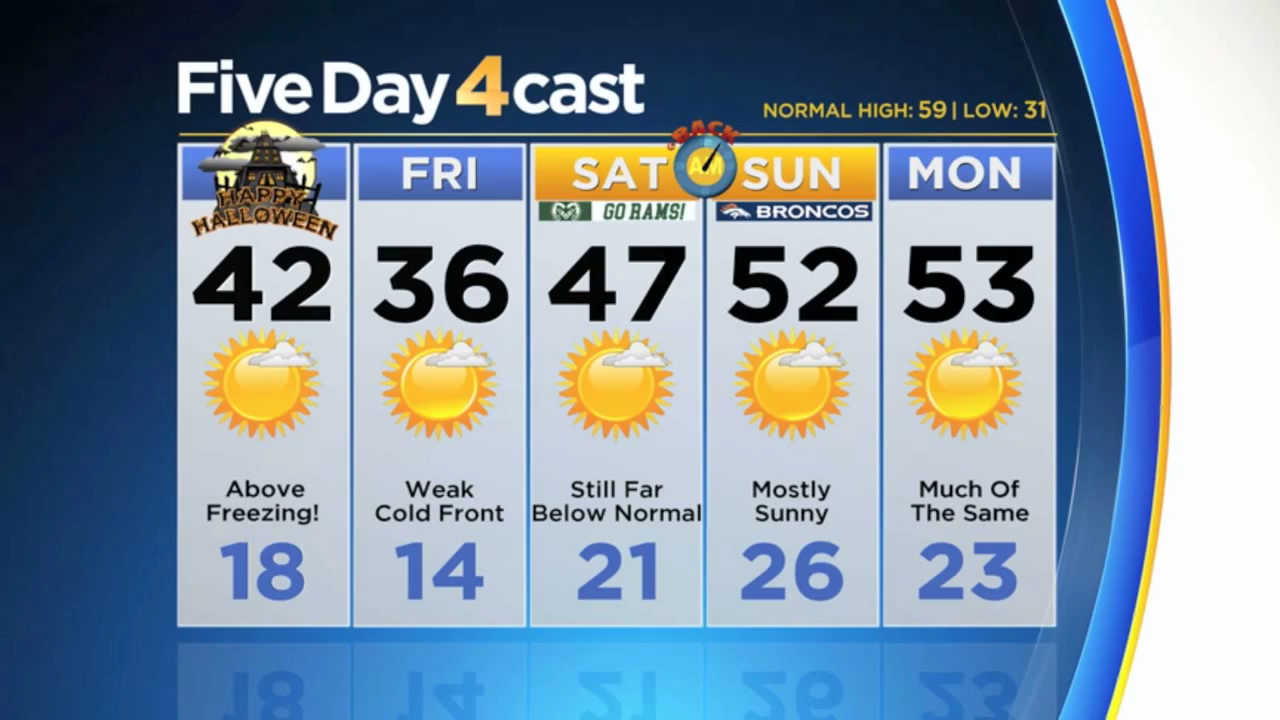 Five Day 4cast
NORMAL HIGH: 59 | LOW: 31
HAPPY
HALLOWEEN
FRI
SAT
BACK
AM
SUN
MON
GO RAMS!
BRONCOS
42
36
47
52
53
Above
Freezing!
Weak
Cold Front
Still Far
Below Normal
Mostly
Sunny
Much Of
The Same
18
14
21
26
23